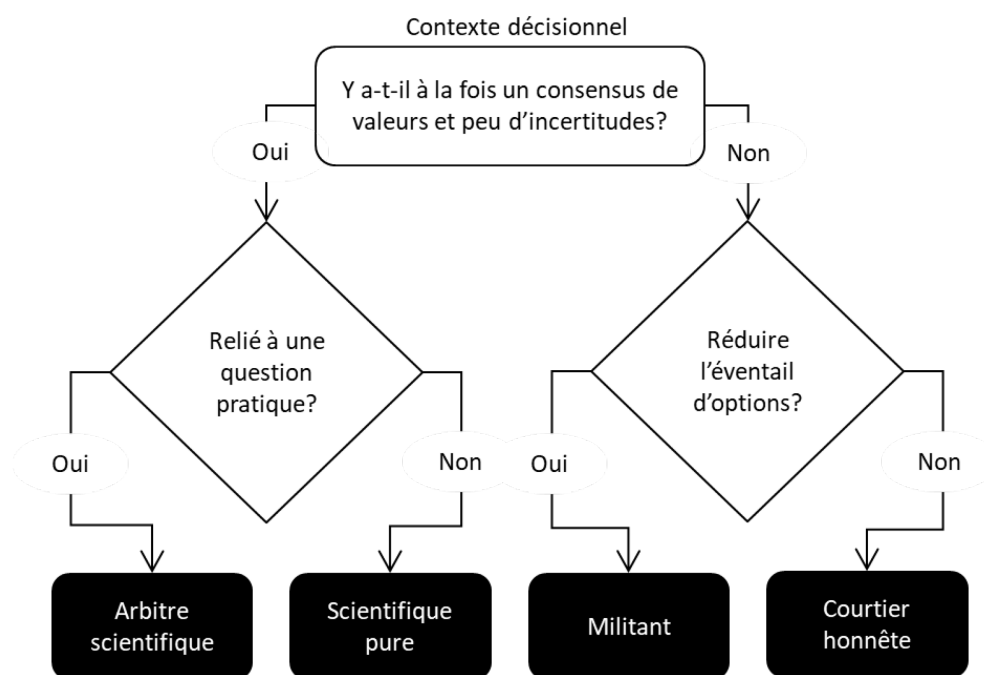 Contexte décisionnel
Y a-t-il à la fois un consensus de
valeurs et peu d’incertitudes?
Oui
Non
Relié à une
question
pratique?
Réduire
l’éventail
d’options?
Oui
Non
Oui
Non
Arbitre
scientifique
Scientifique
pure
Militant
Courtier
honnête